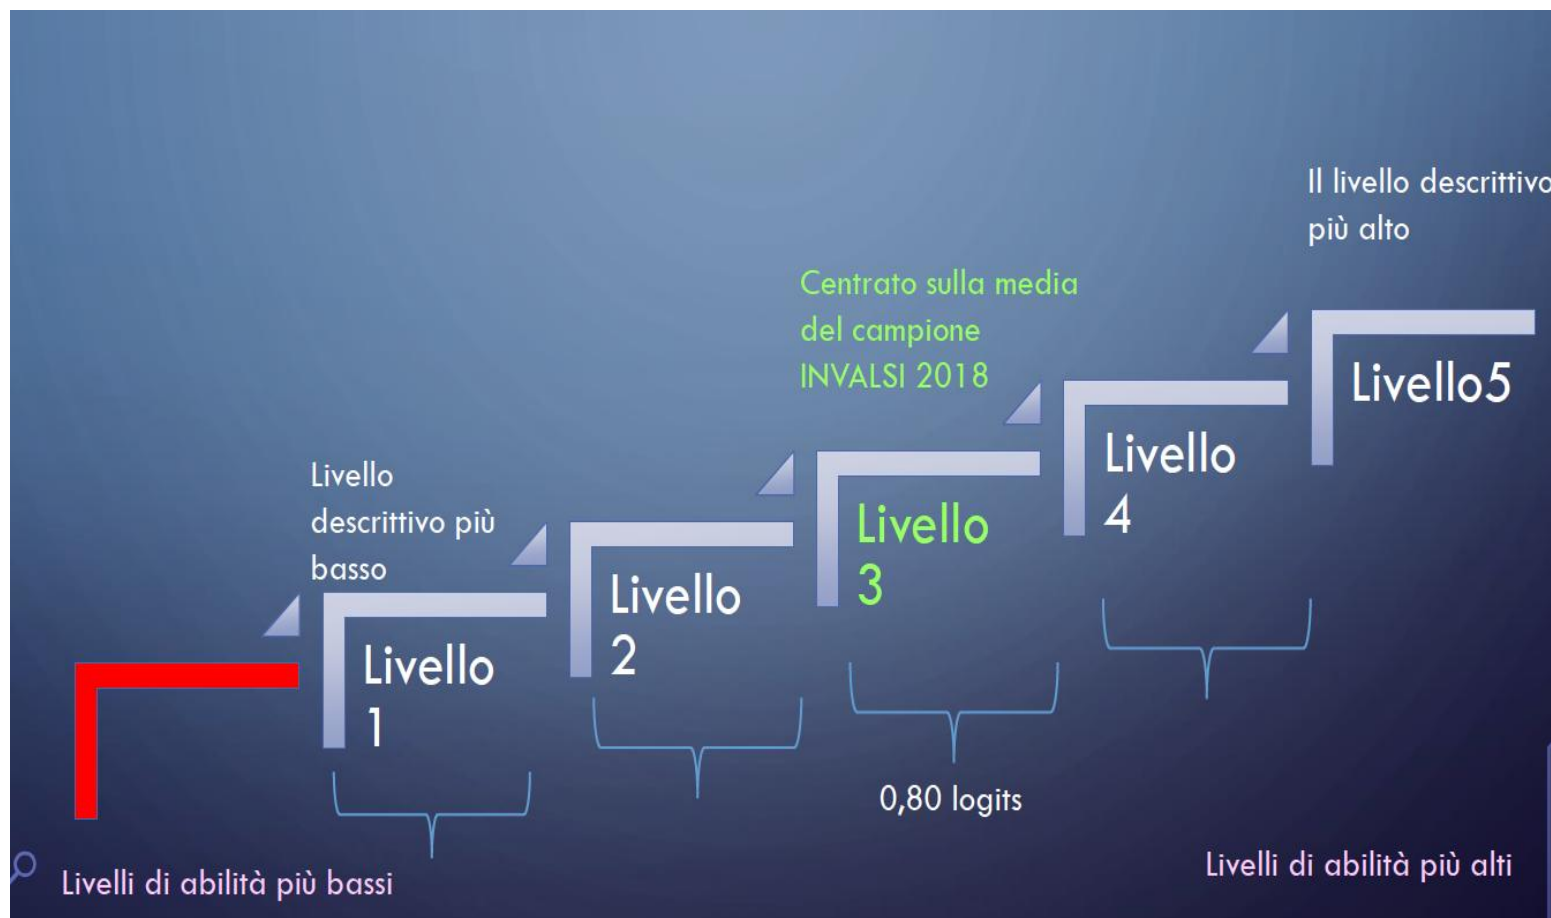 Il livello descrittivo
più alto
Centrato sulla media
del campione
INVALSI 2018
Livello5
Livello
4
Livello
3
Livello
descrittivo più
basso
Livello
2
Livello
1
0,80 logits
Livelli di abilità più bassi
Livelli di abilità più alti